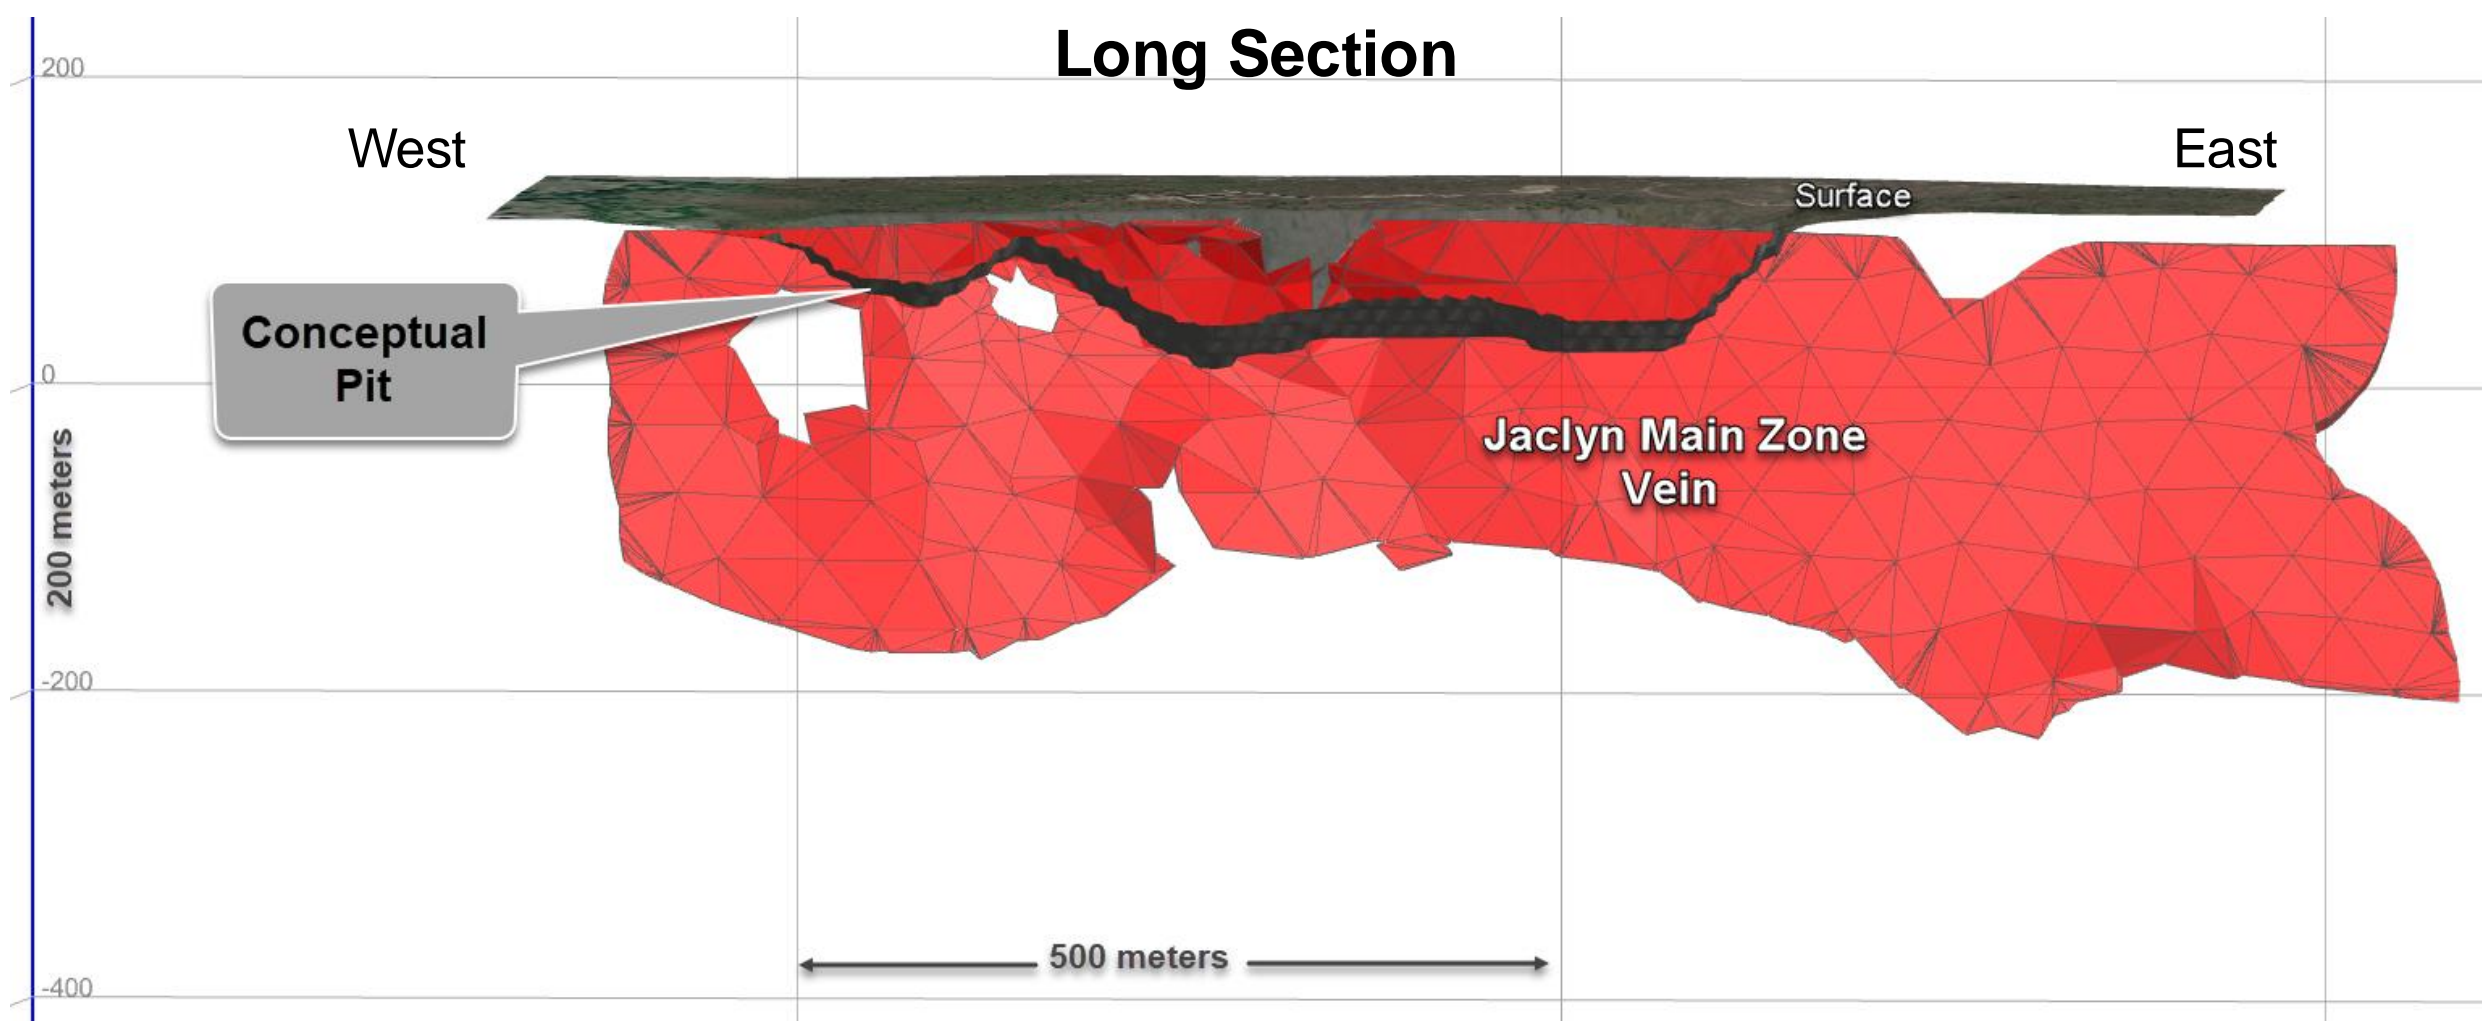 Long Section
200
West
East
Surface
Conceptual
Pit
0
Jaclyn Main Zone
Vein
200 meters
-200
500 meters
-400